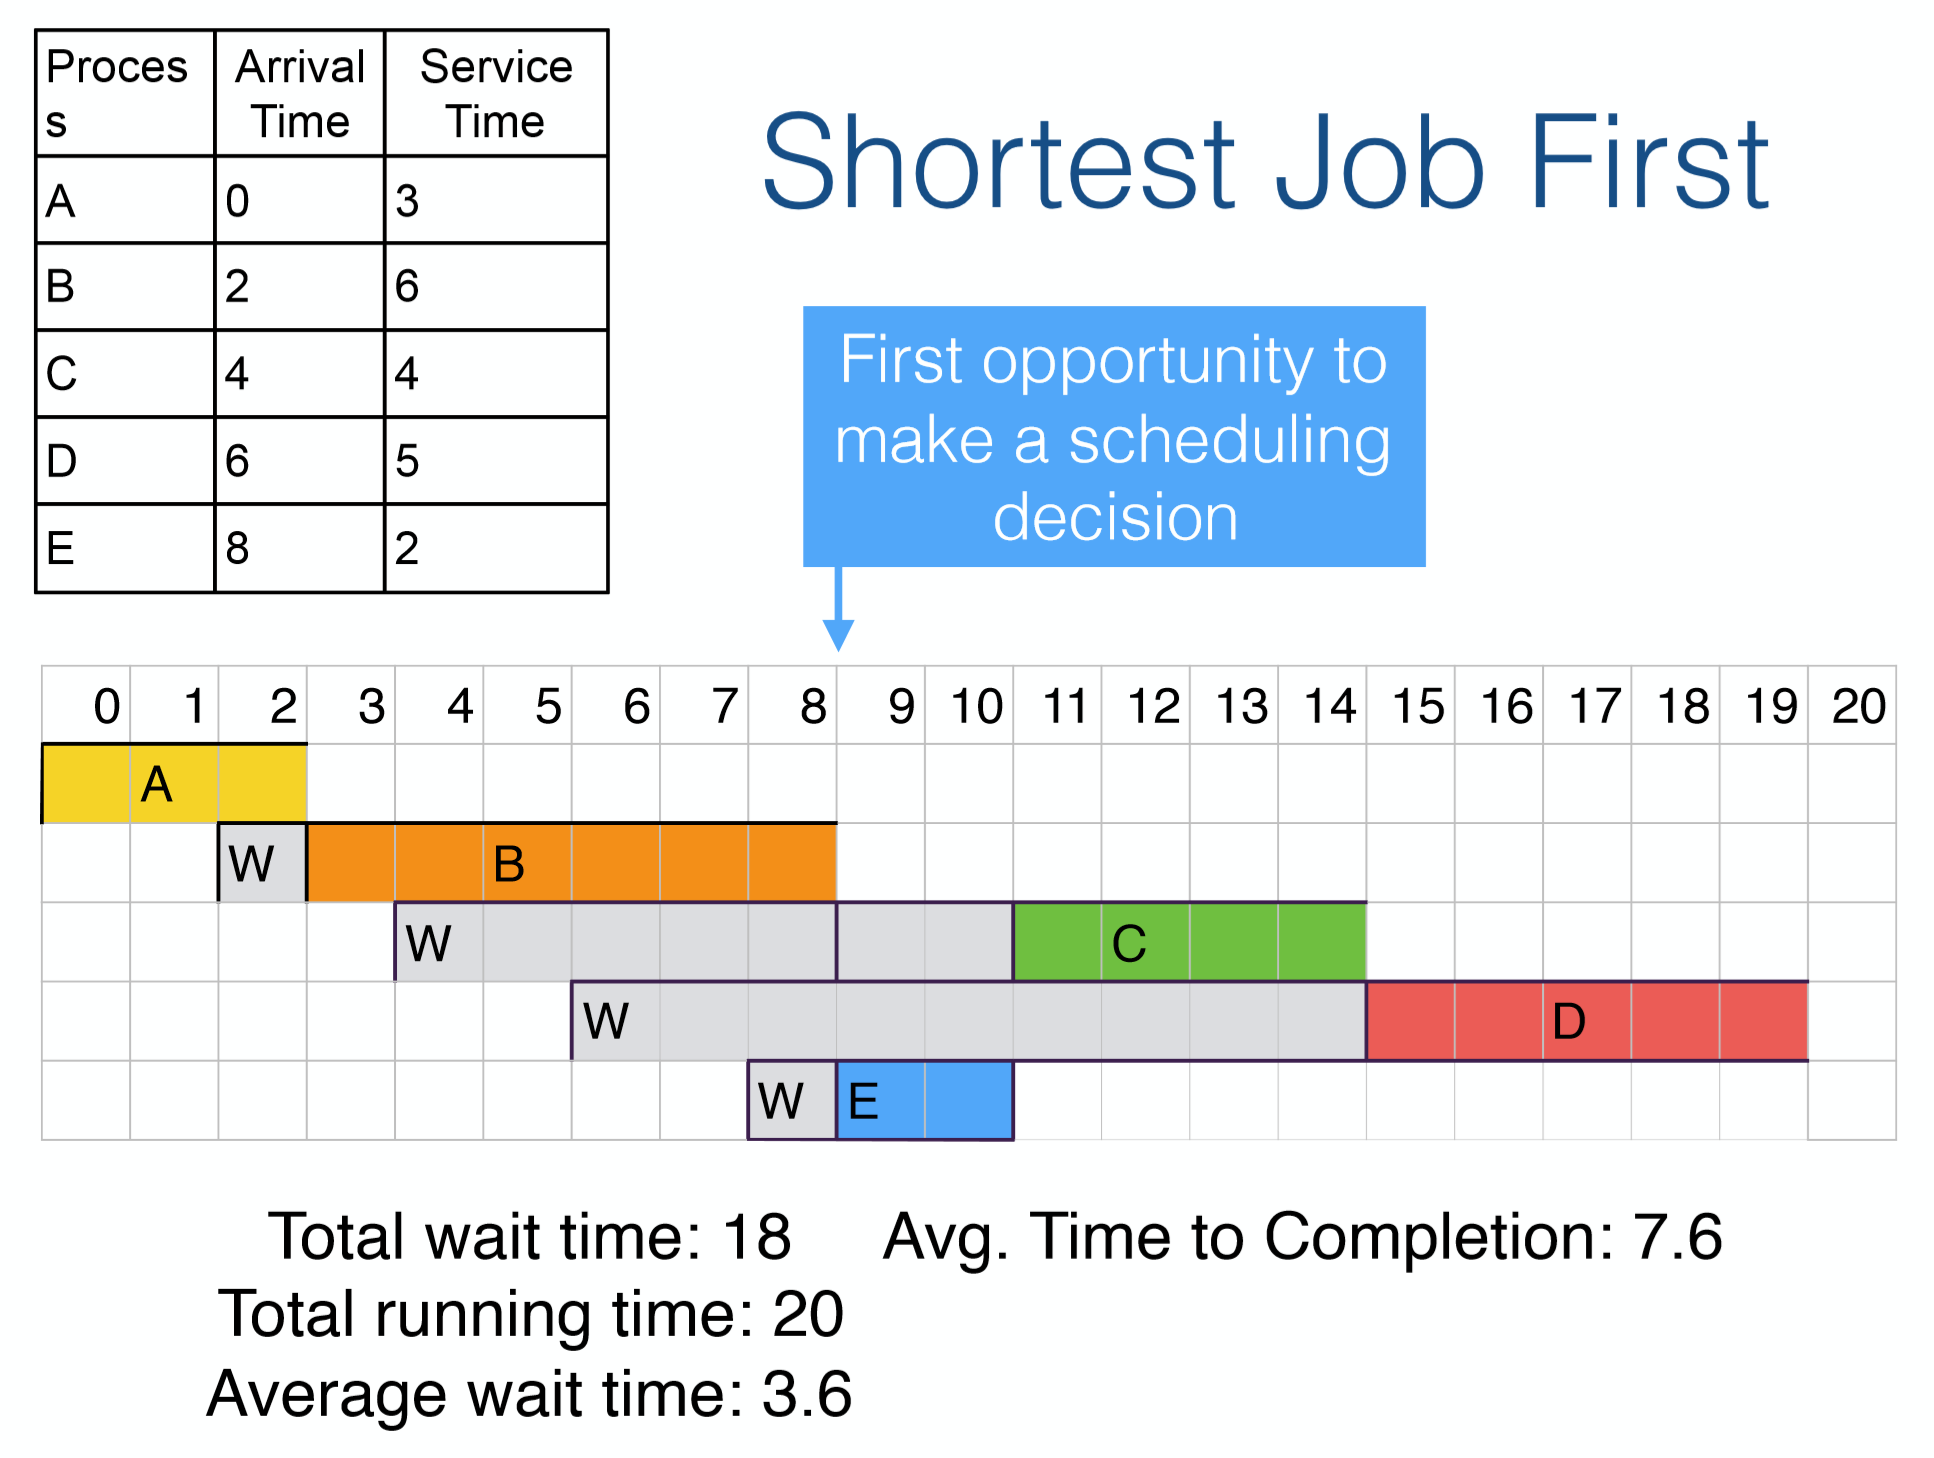 Proces
s
Arrival
Time
Service
Time
A 0 3
B 2 6
C 4 4
D 6 5
E 8 2
Shortest Job First
First opportunity to
make a scheduling
decision
0 1 2 3 4 5 6 7 8 9 10 11 12 13 14 15 16 17 18 19 20
A
W B
W C
W D
W E
Total wait time: 18
Total running time: 20
Average wait time: 3.6
Avg. Time to Completion: 7.6